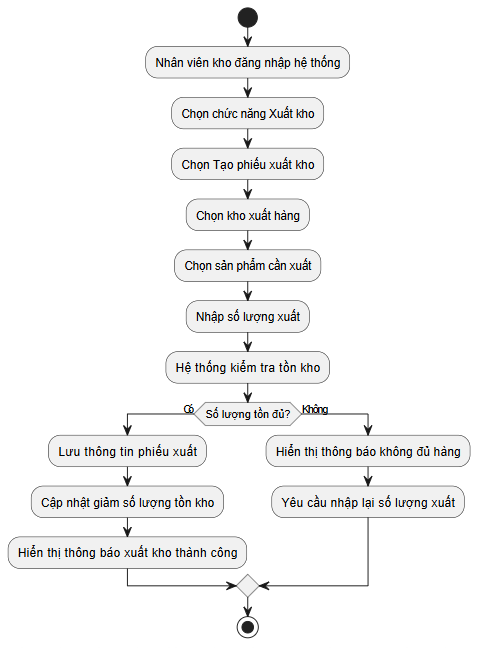 Nhân viên kho đăng nhập hệ thống
Chọn chức năng Xuất kho
Chọn Tạo phiếu xuất kho
Chọn kho xuất hàng
Chọn sản phẩm cần xuất
Nhập số lượng xuất
Hệ thống kiểm tra tồn kho
Số lượng tồn đủ?
Có
Không
Lưu thông tin phiếu xuất
Cập nhật giảm số lượng tồn kho
Hiển thị thông báo xuất kho thành công
Hiển thị thông báo không đủ hàng
Yêu cầu nhập lại số lượng xuất